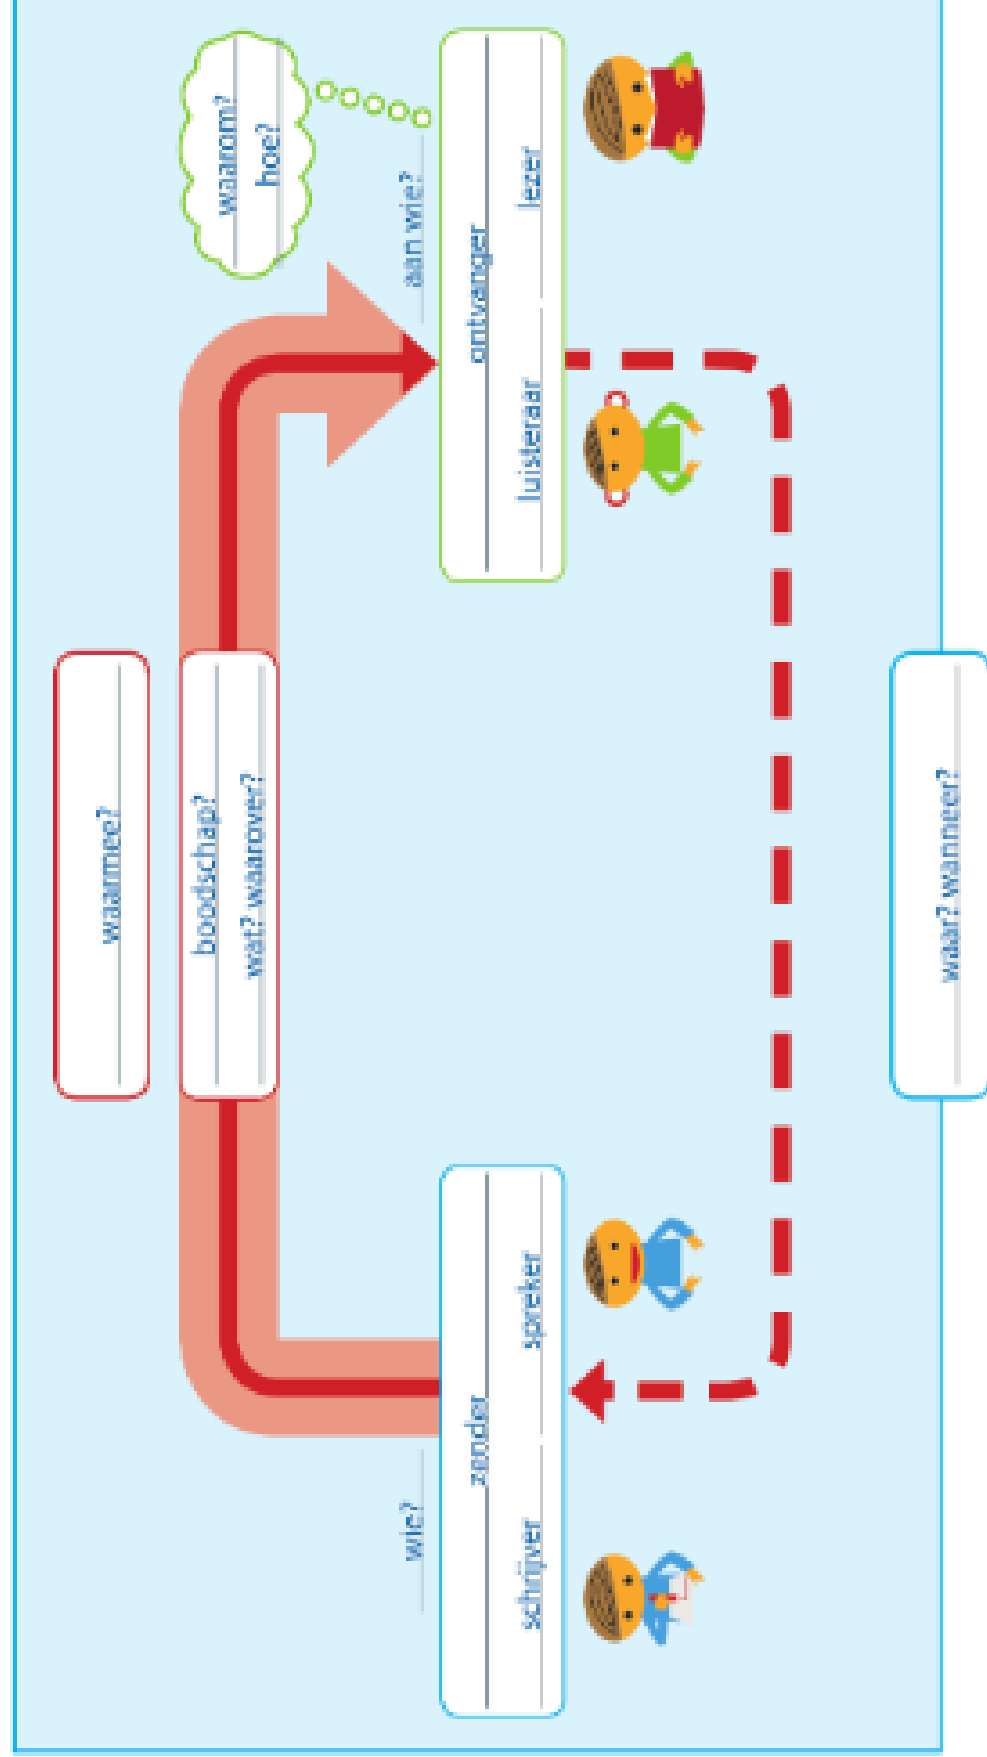 waarmee?
boodschap?
wat? waarover?
waarom?
hoe?
wie?
aan wie?
zender
schrijver spreker
ontvanger
luisteraar lezer
waar? wanneer?